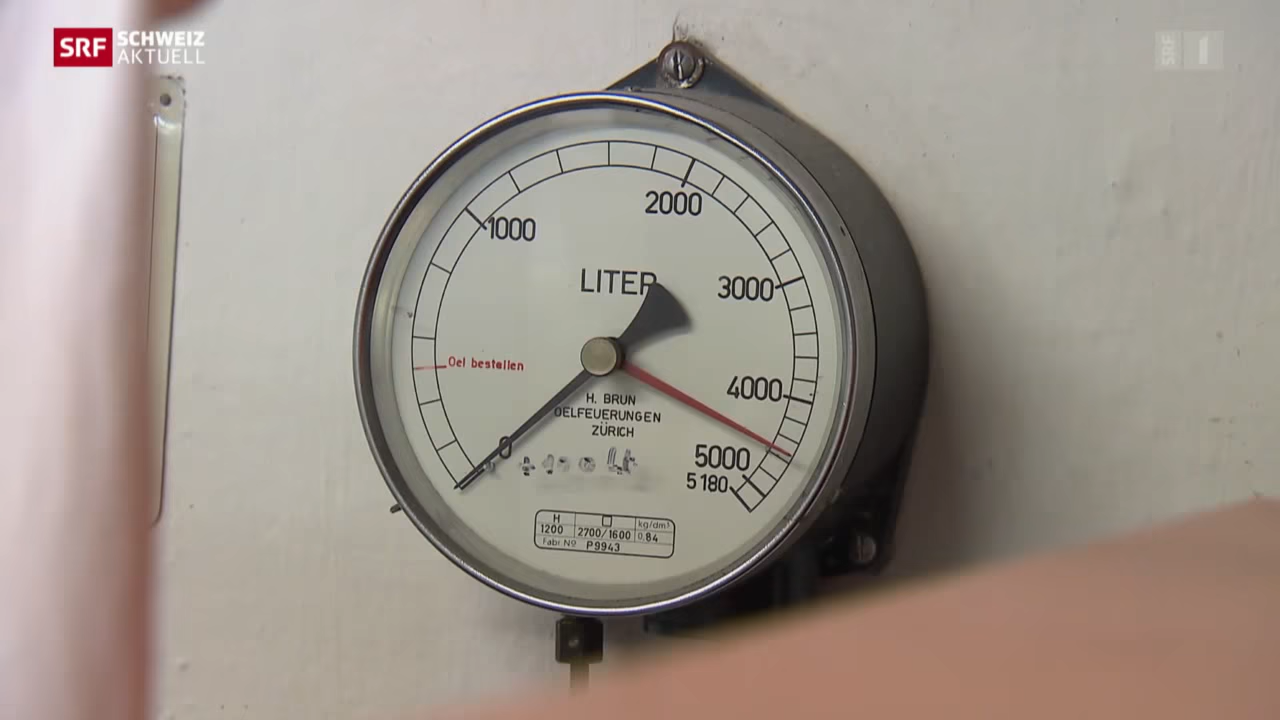 SRF SCHWEIZ
AKTUELL
SRF 1
2000
1000
LITER
3000
Oel bestellen
4000
H. BRUN
OELFEUERUNGEN
ZÜRICH
0
5000
5180
H kg/dm³
1200 2700/1600 0,84
Fabr Nº P9943